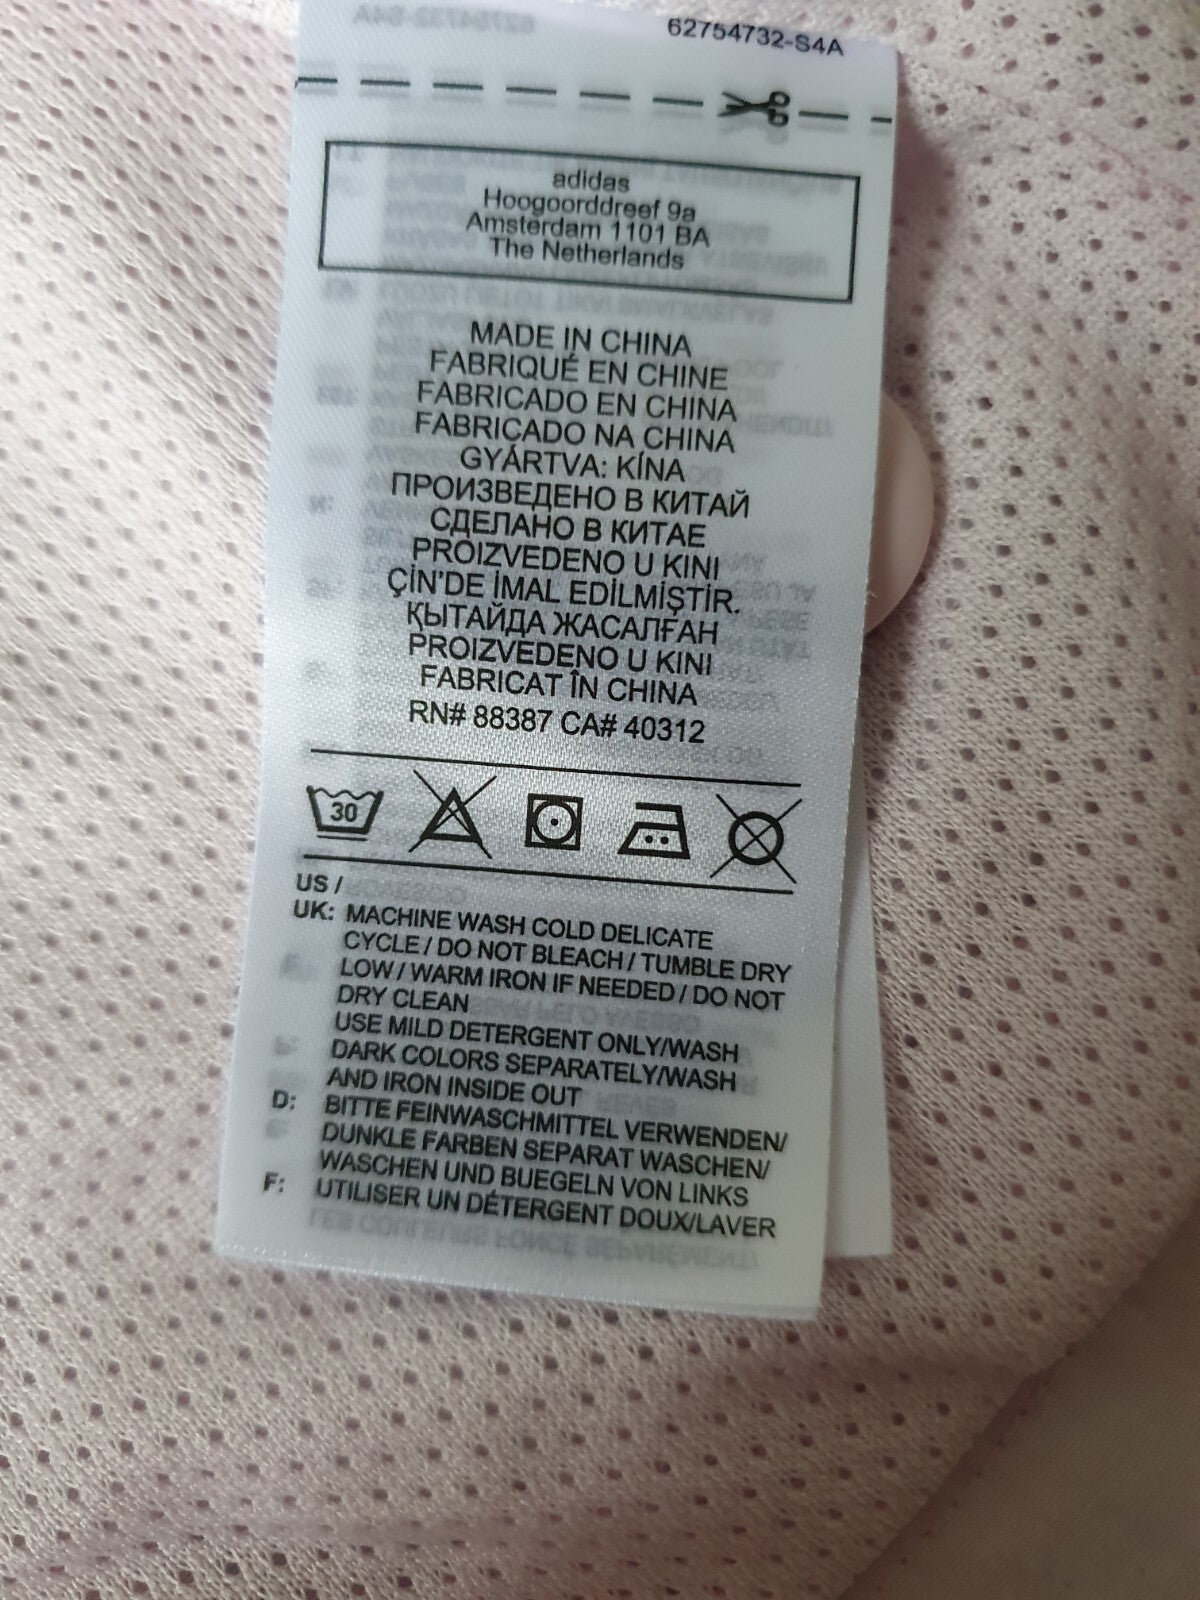 62754732-S4A
adidas
Hoogoorddreef 9a
Amsterdam 1101 BA
The Netherlands
MADE IN CHINA
FABRIQUÉ EN CHINE
FABRICADO EN CHINA
FABRICADO NA CHINA
GYÁRTVA: KÍNA
ПРОИЗВЕДЕНО В КИТАЙ
СДЕЛАНО В КИТАЕ
PROIZVEDENO U KINI
ÇİN'DE İMAL EDİLMİŞTİR.
ҚЫТАЙДА ЖАСАЛҒАН
PROIZVEDENO U KINI
FABRICAT ÎN CHINA
RN# 88387 CA# 40312
30
US /
UK: MACHINE WASH COLD DELICATE
CYCLE / DO NOT BLEACH / TUMBLE DRY
LOW / WARM IRON IF NEEDED / DO NOT
DRY CLEAN
USE MILD DETERGENT ONLY/WASH
DARK COLORS SEPARATELY/WASH
AND IRON INSIDE OUT
D: BITTE FEINWASCHMITTEL VERWENDEN/
DUNKLE FARBEN SEPARAT WASCHEN/
WASCHEN UND BUEGELN VON LINKS
F: UTILISER UN DÉTERGENT DOUX/LAVER